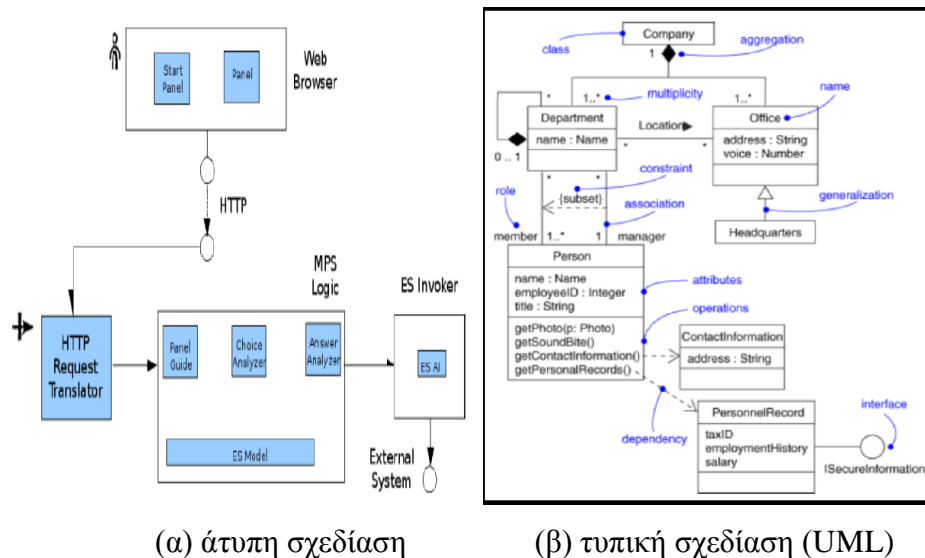 Web
Browser
Start
Panel
Panel
HTTP
MPS
Logic
ES Invoker
HTTP
Request
Translator
Panel
Guide
Choice
Analyzer
Answer
Analyzer
ES AI
ES Model
External
System
(α) άτυπη σχεδίαση
Company
class
aggregation
1
*
1..*
multiplicity
1..*
name
Department
name : Name
0 .. 1
Location
*
*
Office
address : String
voice : Number
*
*
constraint
{subset}
role
association
generalization
Headquarters
member
1..*
1
manager
Person
name : Name
employeeID : Integer
title : String
attributes
operations
getPhoto(p: Photo)
getSoundBite()
getContactInformation()
getPersonalRecords()
ContactInformation
address : String
dependency
PersonnelRecord
taxID
employmentHistory
salary
interface
ISecureInformation
(β) τυπική σχεδίαση (UML)